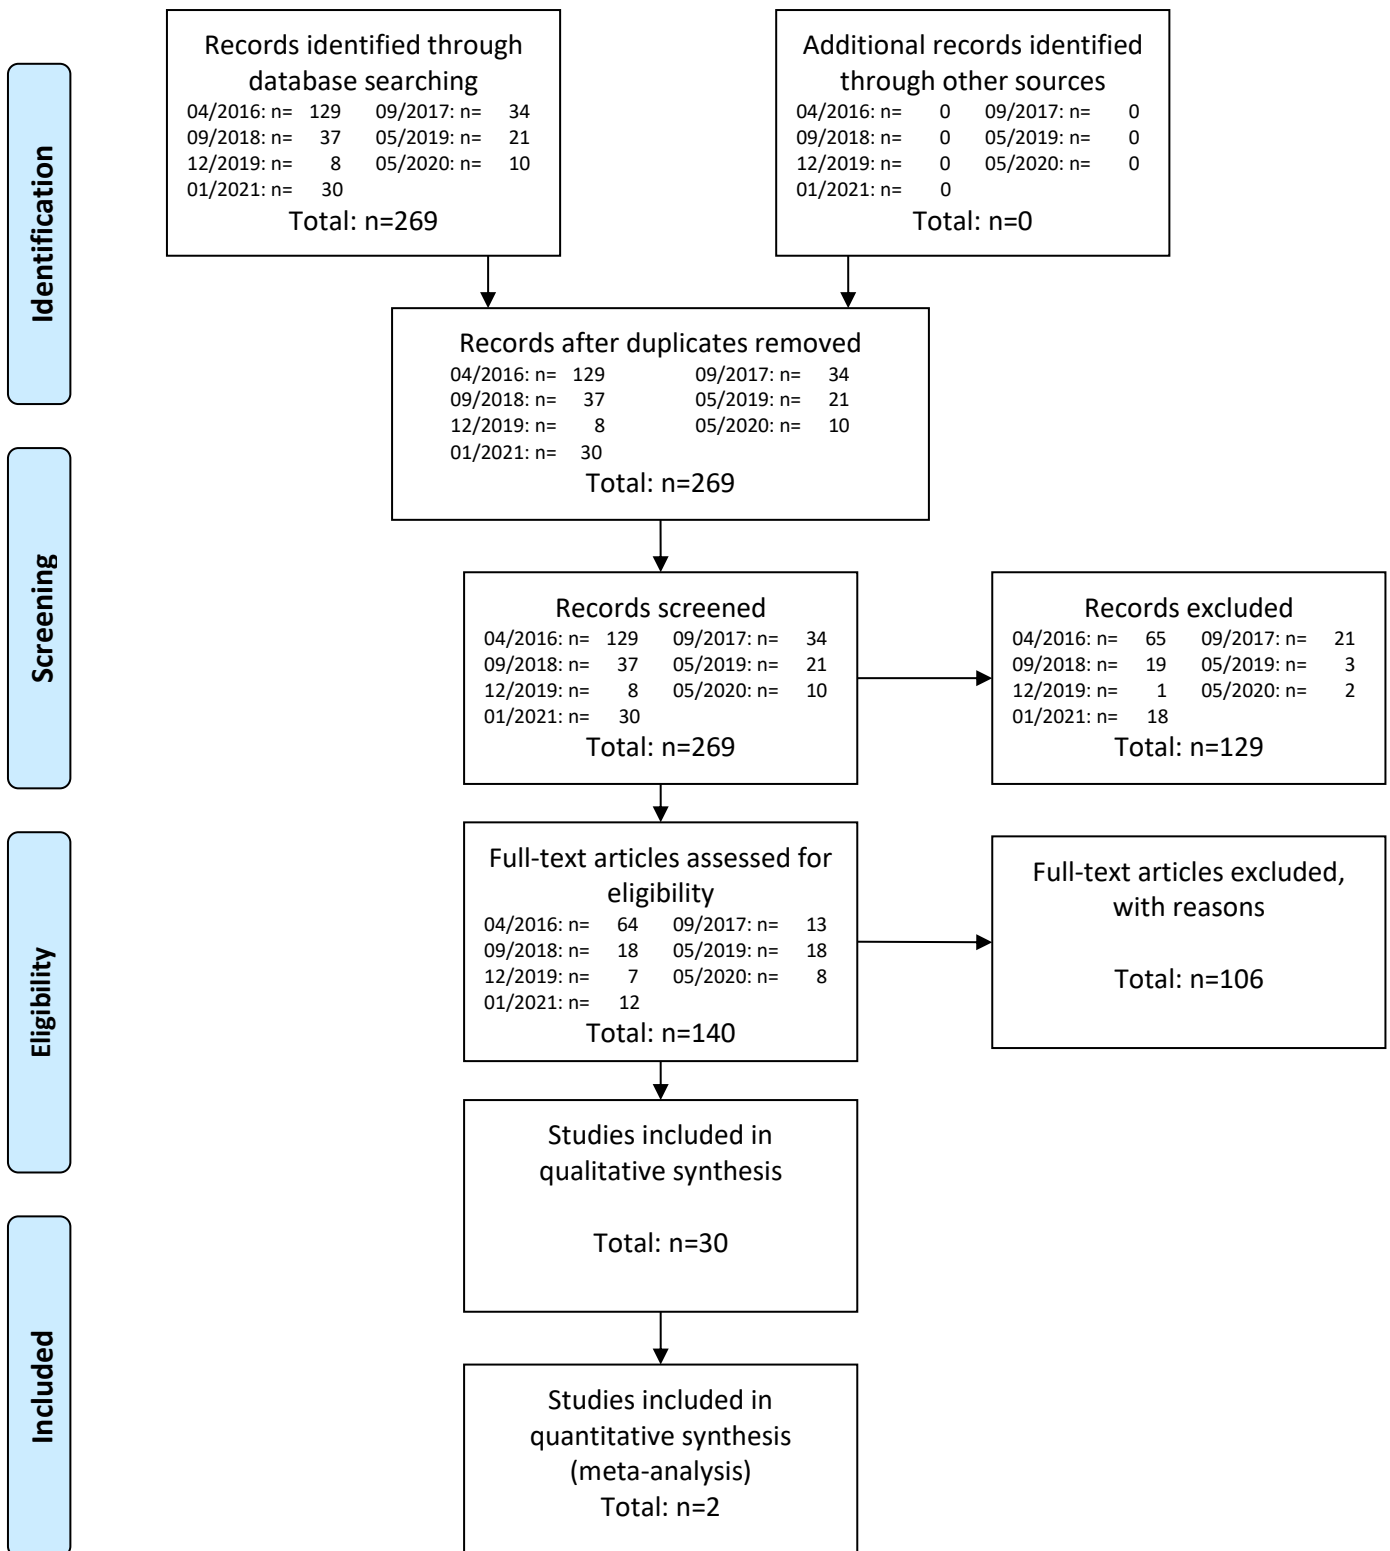 Identification
Records identified through
database searching
04/2016: n= 129 09/2017: n= 34
09/2018: n= 37 05/2019: n= 21
12/2019: n= 8 05/2020: n= 10
01/2021: n= 30
Total: n=269
Additional records identified
through other sources
04/2016: n= 0 09/2017: n= 0
09/2018: n= 0 05/2019: n= 0
12/2019: n= 0 05/2020: n= 0
01/2021: n= 0
Total: n=0
Records after duplicates removed
04/2016: n= 129 09/2017: n= 34
09/2018: n= 37 05/2019: n= 21
12/2019: n= 8 05/2020: n= 10
01/2021: n= 30
Total: n=269
Screening
Records screened
04/2016: n= 129 09/2017: n= 34
09/2018: n= 37 05/2019: n= 21
12/2019: n= 8 05/2020: n= 10
01/2021: n= 30
Total: n=269
Records excluded
04/2016: n= 65 09/2017: n= 21
09/2018: n= 19 05/2019: n= 3
12/2019: n= 1 05/2020: n= 2
01/2021: n= 18
Total: n=129
Eligibility
Full-text articles assessed for
eligibility
04/2016: n= 64 09/2017: n= 13
09/2018: n= 18 05/2019: n= 18
12/2019: n= 7 05/2020: n= 8
01/2021: n= 12
Total: n=140
Full-text articles excluded,
with reasons
Total: n=106
Studies included in
qualitative synthesis
Total: n=30
Included
Studies included in
quantitative synthesis
(meta-analysis)
Total: n=2